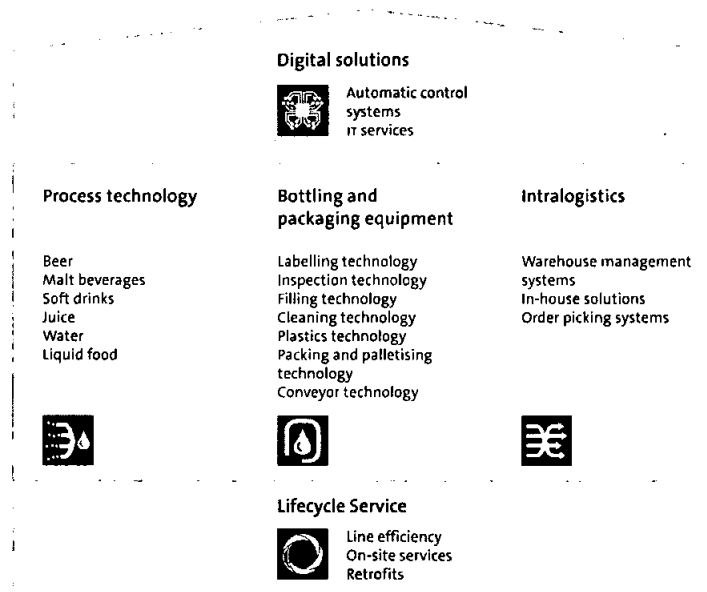 Digital solutions
Automatic control
systems
IT services
Process technology
Beer
Malt beverages
Soft drinks
Juice
Water
Liquid food
Bottling and
packaging equipment
Labelling technology
Inspection technology
Filling technology
Cleaning technology
Plastics technology
Packing and palletising
technology
Conveyor technology
Intralogistics
Warehouse management
systems
In-house solutions
Order picking systems
Lifecycle Service
Line efficiency
On-site services
Retrofits